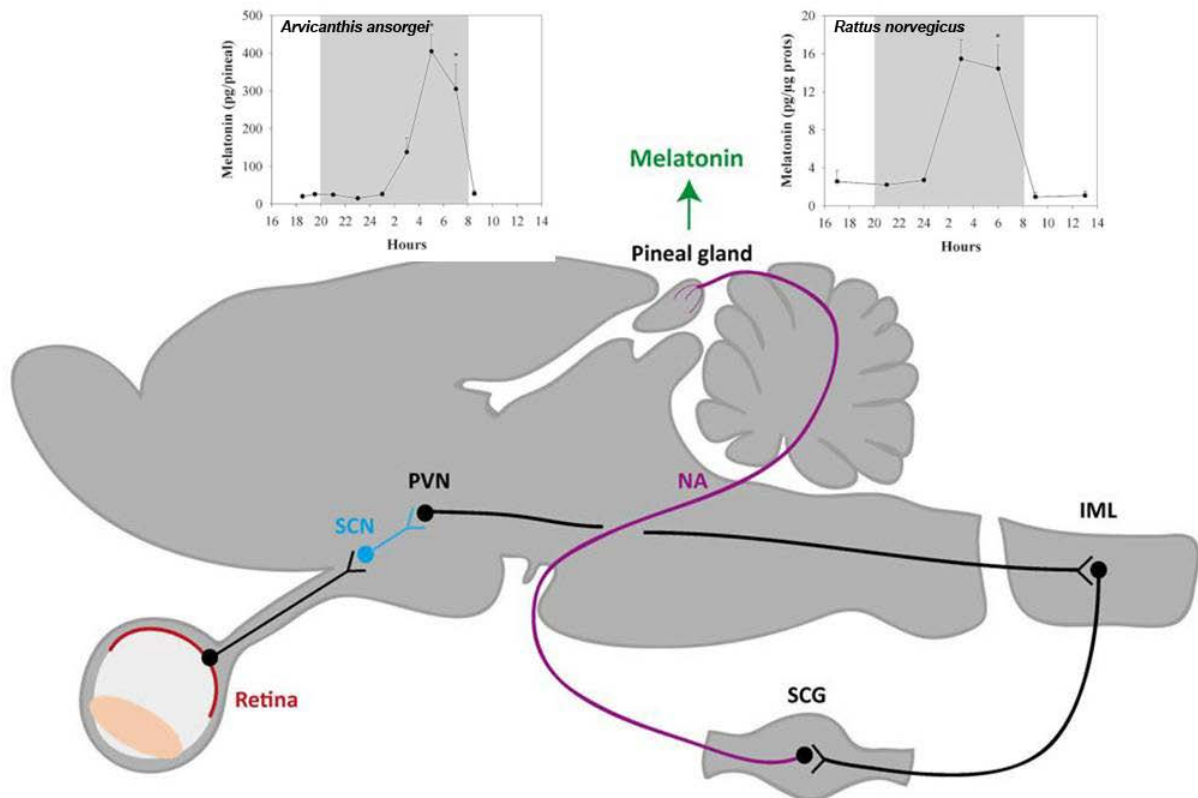 Arvicanthis ansorgei
*
*
Melatonin (pg/pineal)
500
400
300
200
100
0
16 18 20 22 24 2 4 6 8 10 12 14
Hours
Rattus norvegicus
*
*
Melatonin (pg/µg prots)
20
16
12
8
4
0
16 20 22 24 2 4 6 8 10 12 14
Hours
Melatonin
Pineal gland
PVN
NA
IML
SCN
Retina
SCG